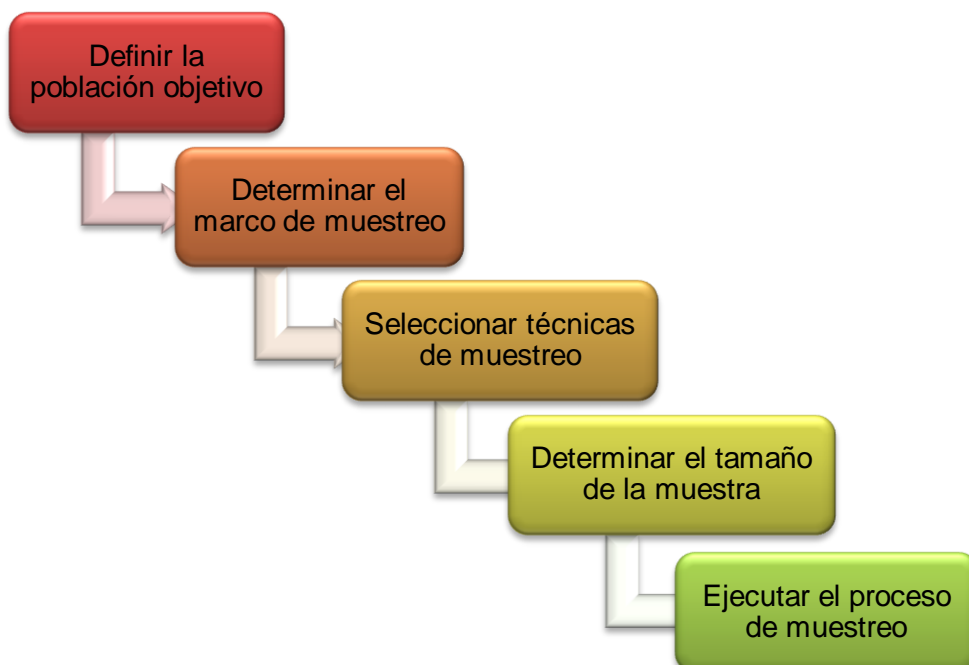 Definir la
población objetivo
Determinar el
marco de muestreo
Seleccionar técnicas
de muestreo
Determinar el tamaño
de la muestra
Ejecutar el proceso
de muestreo